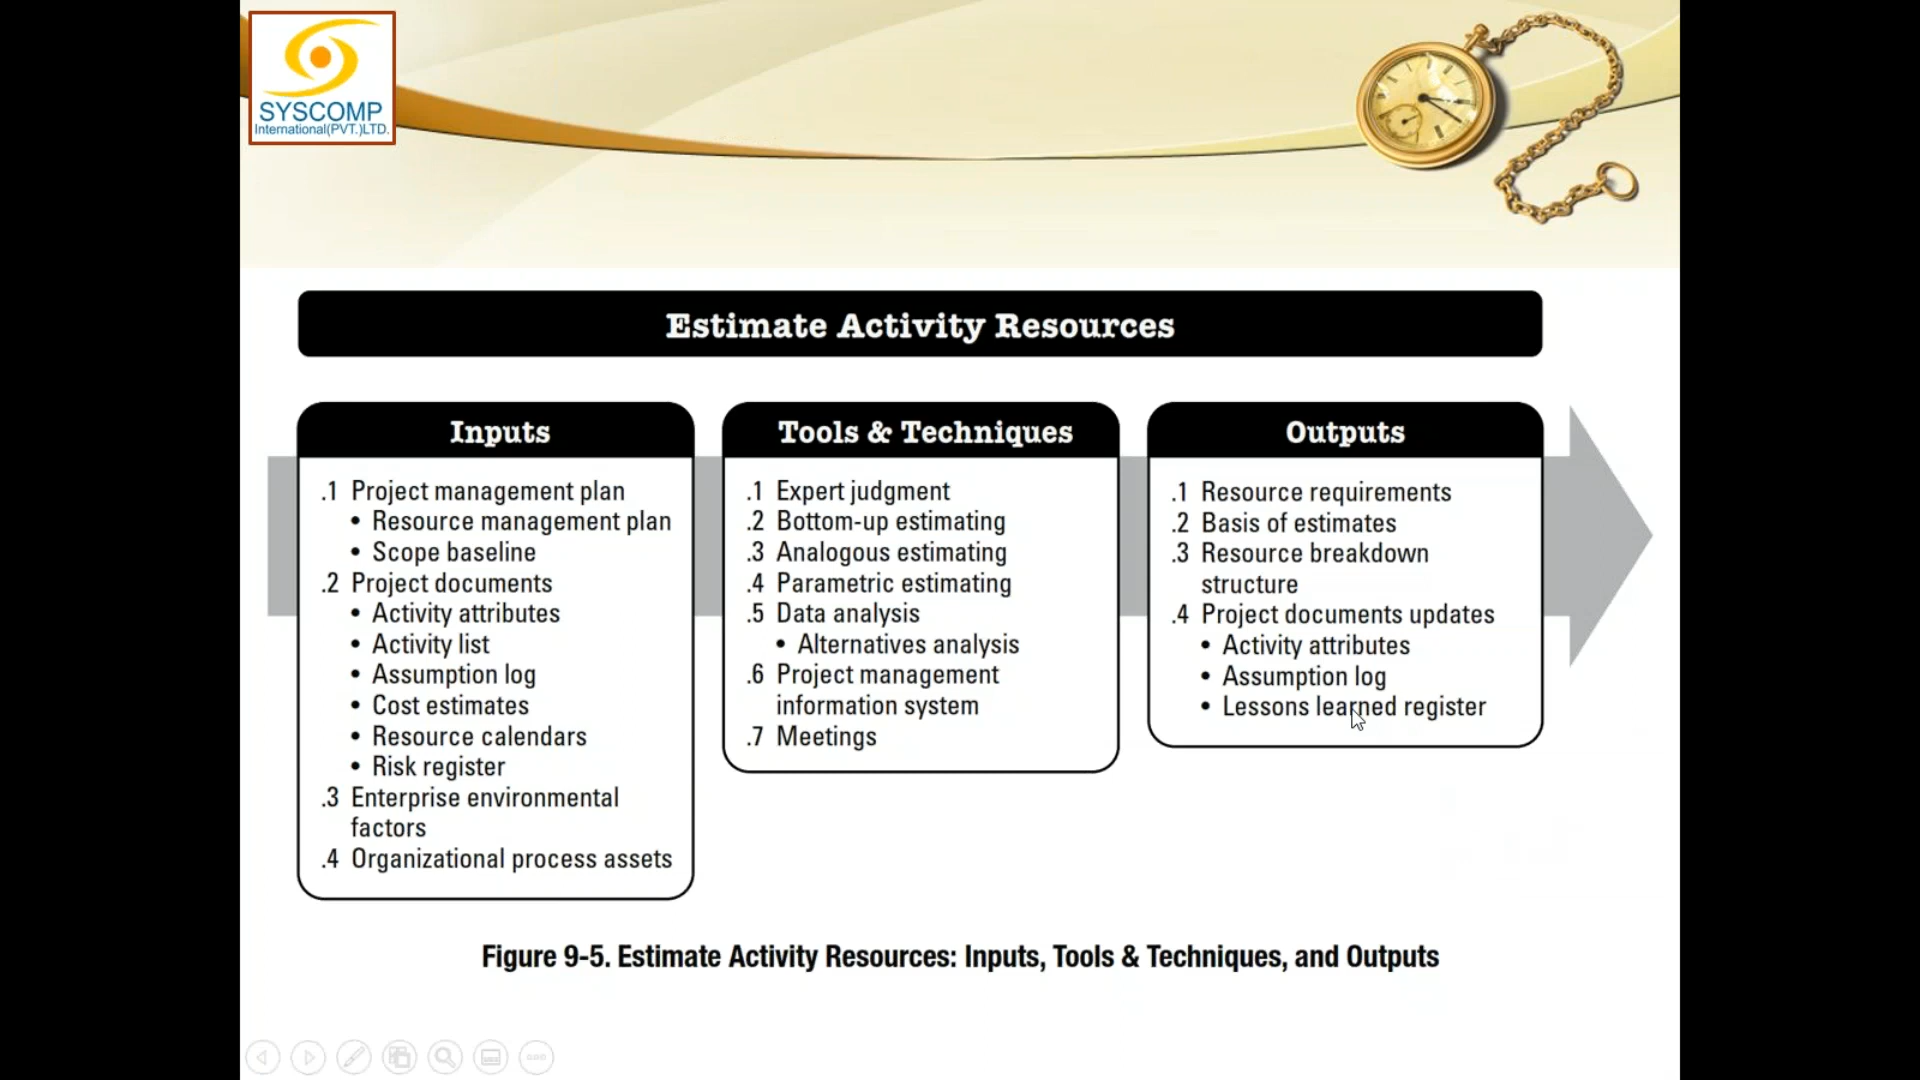 SYSCOMP
International(PVT.)LTD.
Estimate Activity Resources
Inputs
.1 Project management plan
• Resource management plan
• Scope baseline
.2 Project documents
• Activity attributes
• Activity list
• Assumption log
• Cost estimates
• Resource calendars
• Risk register
.3 Enterprise environmental
factors
.4 Organizational process assets
Tools & Techniques
.1 Expert judgment
.2 Bottom-up estimating
.3 Analogous estimating
.4 Parametric estimating
.5 Data analysis
• Alternatives analysis
.6 Project management
information system
.7 Meetings
Outputs
.1 Resource requirements
.2 Basis of estimates
.3 Resource breakdown
structure
.4 Project documents updates
• Activity attributes
• Assumption log
• Lessons learned register
Figure 9-5. Estimate Activity Resources: Inputs, Tools & Techniques, and Outputs